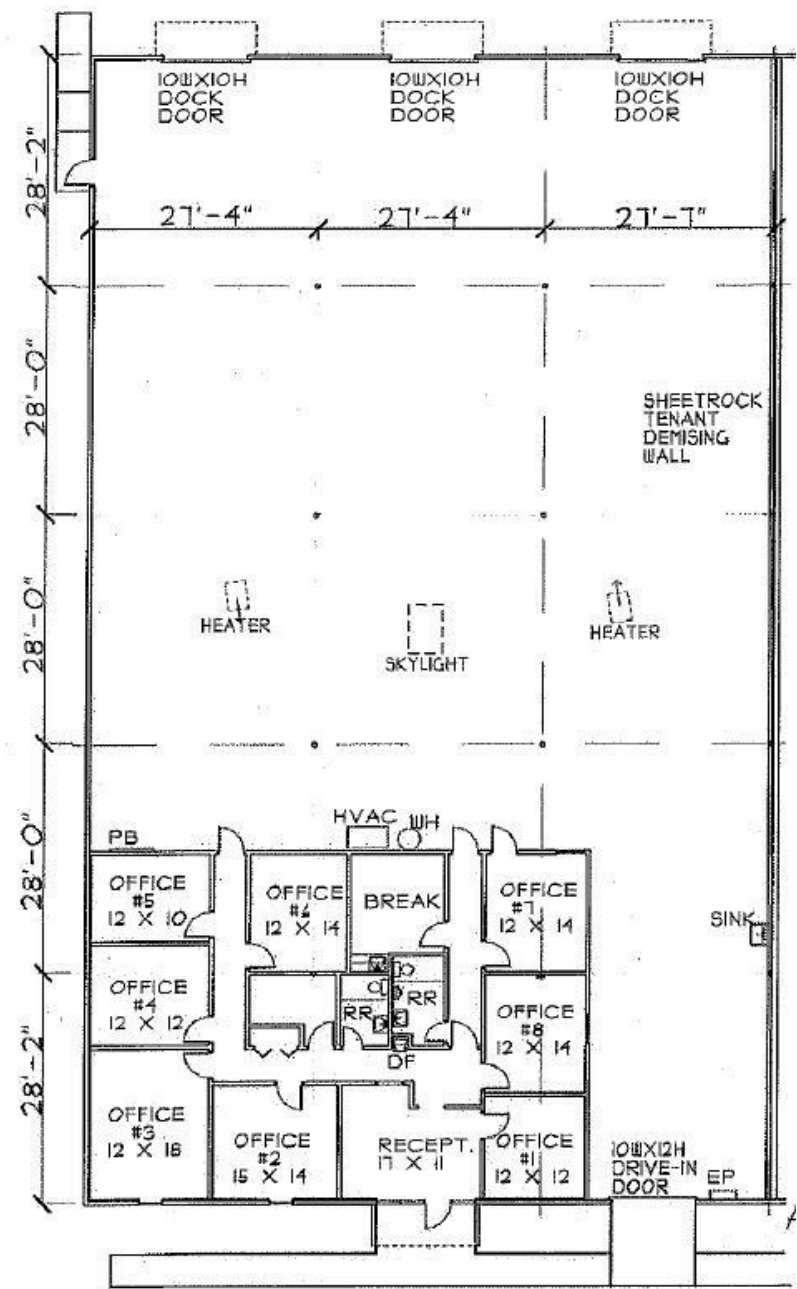 10WX10H
DOCK
DOOR
10WX10H
DOCK
DOOR
10WX10H
DOCK
DOOR
28'-2"
27'-4"
27'-4"
27'-7"
28'-0"
SHEETROCK
TENANT
DEMISING
WALL
28'-0"
HEATER
SKYLIGHT
HEATER
28'-0"
PB
HVAC
WH
OFFICE
#5
12 X 10
OFFICE
#6
12 X 14
BREAK
OFFICE
#7
12 X 14
SINK
OFFICE
#4
12 X 12
RR
RR
OFFICE
#8
12 X 14
28'-2"
DF
OFFICE
#3
12 X 18
OFFICE
#2
15 X 14
RECEPT.
17 X 11
OFFICE
#1
12 X 12
10WX12H
DRIVE-IN
DOOR
EP